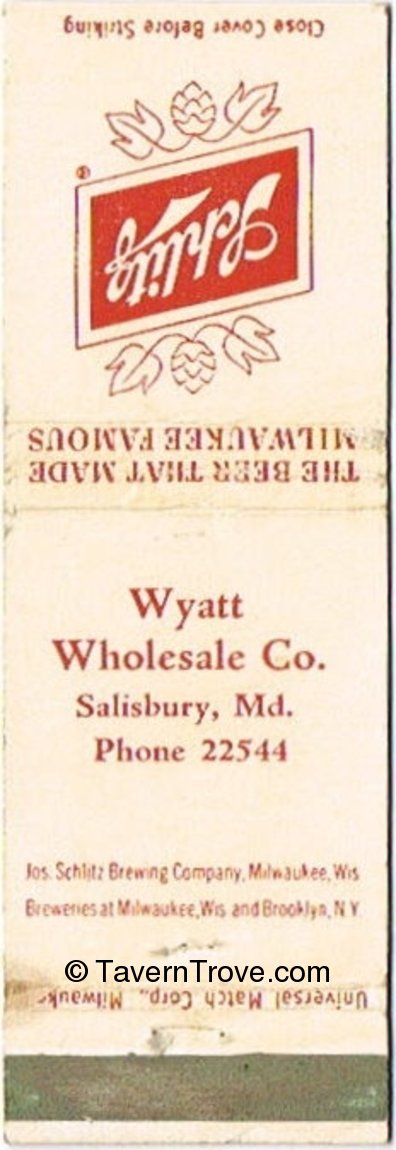 Close Cover Before Striking
Schlitz
®
THE BEER THAT MADE
MILWAUKEE FAMOUS
Wyatt
Wholesale Co.
Salisbury, Md.
Phone 22544
Jos. Schlitz Brewing Company, Milwaukee, Wis
Breweries at Milwaukee, Wis and Brooklyn, N.Y.
© TavernTrove.com
Universal Match Corp., Milwauk